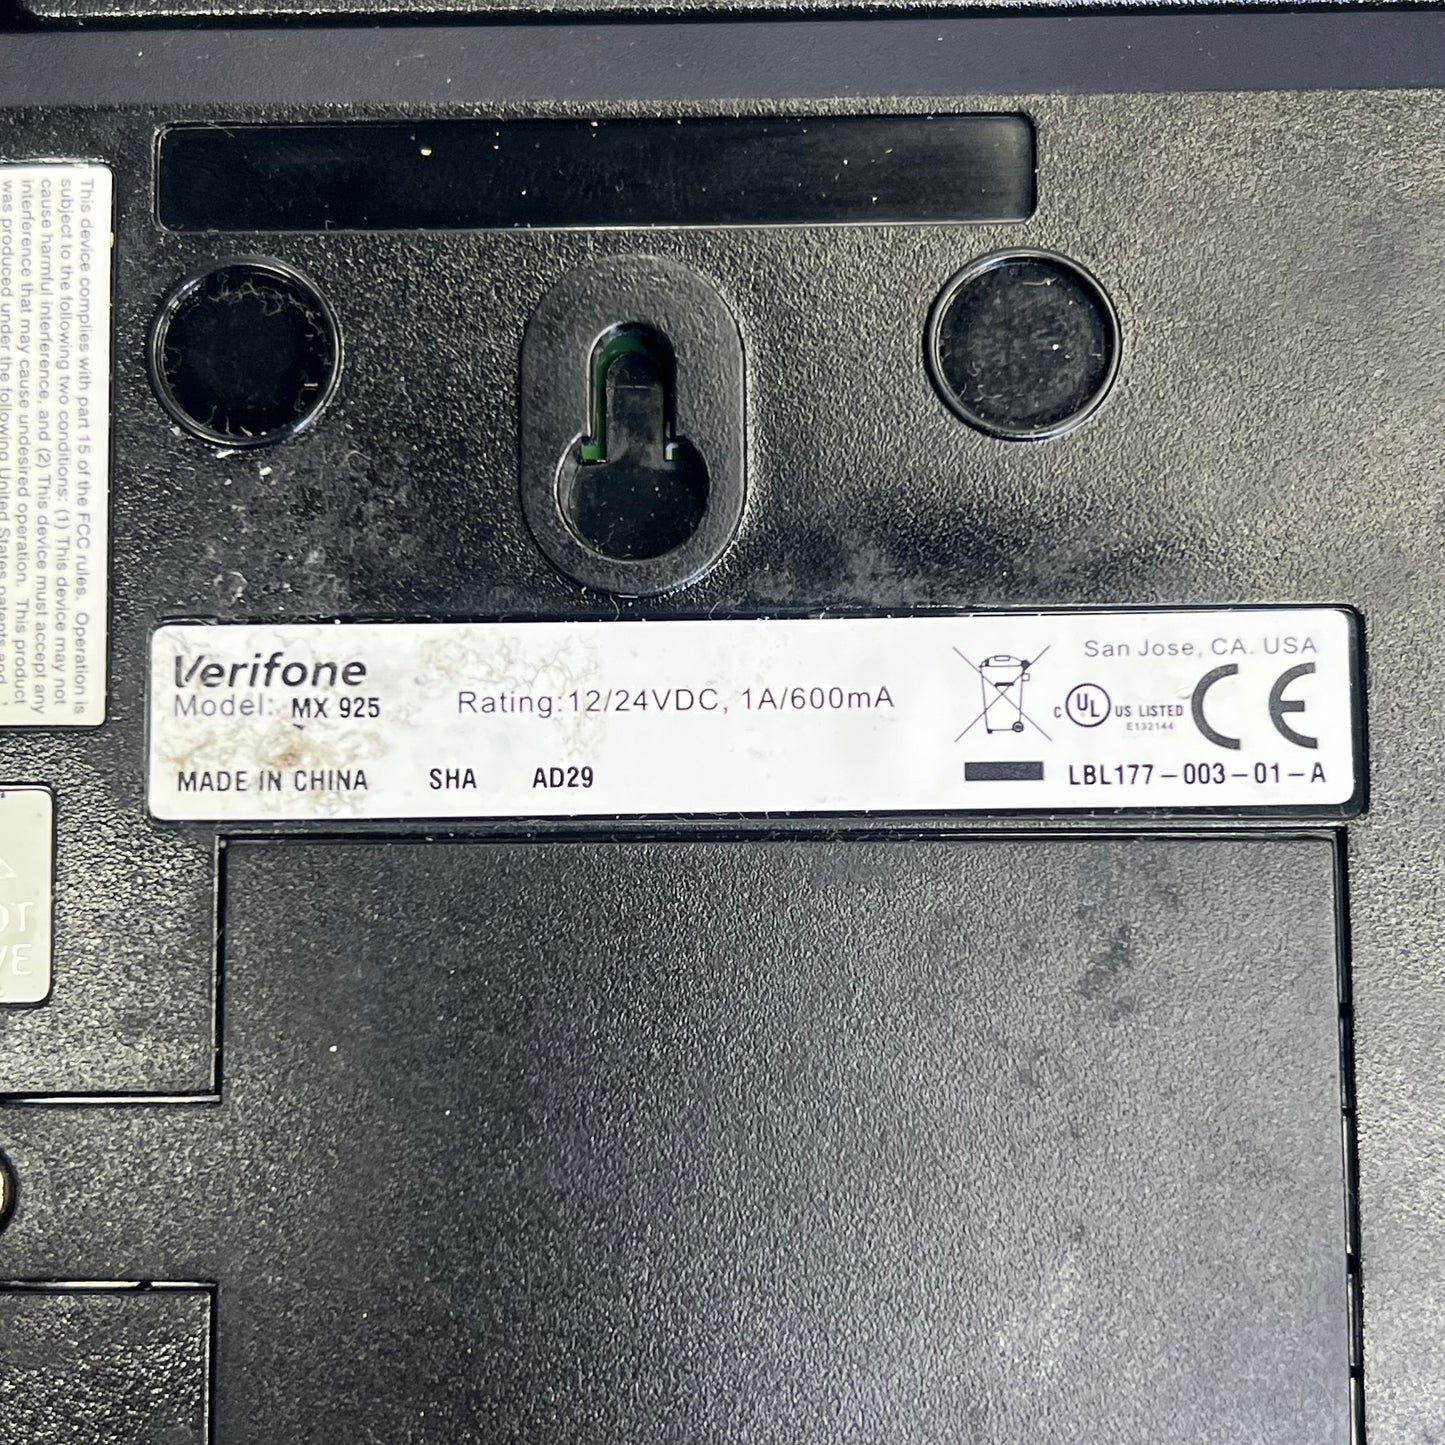 This device complies with part 15 of the FCC rules. Operation is
subject to the following two conditions: (1) This device may not
cause harmful interference, and (2) This device must accept any
interference that may cause undesired operation. This product
was produced under the following United States patents and
Verifone
Model: MX 925
Rating:12/24VDC, 1A/600mA
MADE IN CHINA SHA AD29
San Jose, CA. USA
C UL US LISTED CE
E132144
LBL177-003-01-A